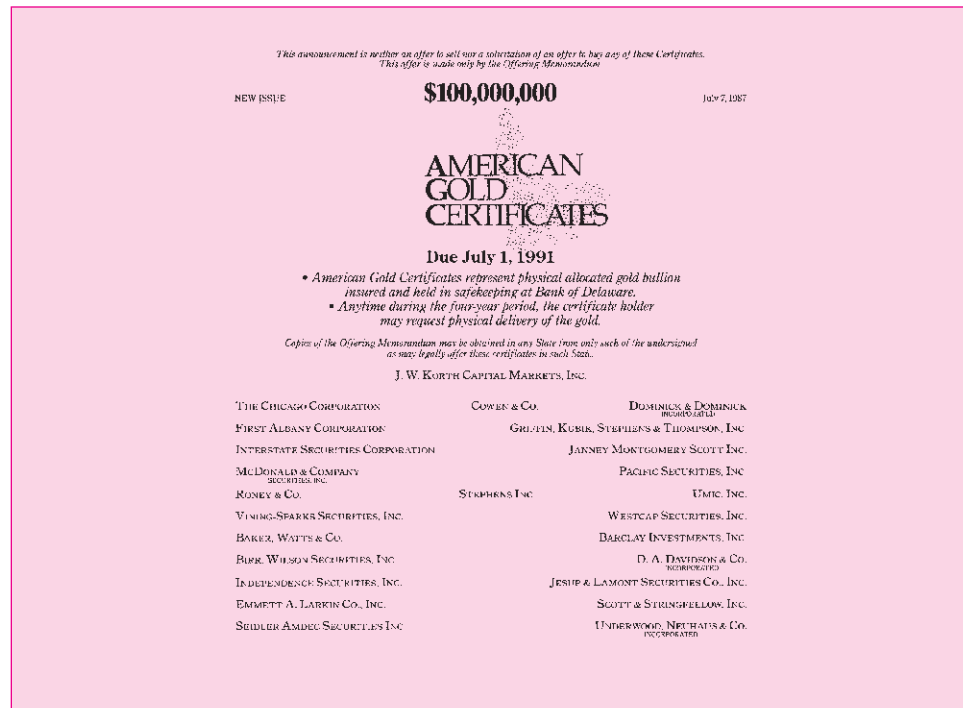 This announcement is neither an offer to sell nor a solicitation of an offer to buy any of these Certificates.
This offer is made only by the Offering Memorandum
NEW ISSUE $100,000,000 July 7, 1987
AMERICAN
GOLD
CERTIFICATES
Due July 1, 1991
• American Gold Certificates represent physical allocated gold bullion
insured and held in safekeeping at Bank of Delaware.
• Anytime during the four-year period, the certificate holder
may request physical delivery of the gold.
Copies of the Offering Memorandum may be obtained in any State from only such of the undersigned
as may legally offer these certificates in such State.
J. W. KORTH CAPITAL MARKETS, INC.
THE CHICAGO CORPORATION COWEN & CO. DOMINICK & DOMINICK
INCORPORATED
FIRST ALBANY CORPORATION GRIFFIN, KUBIK, STEPHENS & THOMPSON, INC
INTERSTATE SECURITIES CORPORATION JANNEY MONTGOMERY SCOTT INC.
MCDONALD & COMPANY PACIFIC SECURITIES, INC
SECURITIES, INC.
RONEY & CO. STEPHENS INC UMIC, INC.
VINING-SPARKS SECURITIES, INC. WESTCAP SECURITIES, INC.
BAKER, WATTS & CO. BARCLAY INVESTMENTS, INC
BIRR, WILSON SECURITIES, INC D. A. DAVIDSON & CO.
INCORPORATED
INDEPENDENCE SECURITIES, INC. JESUP & LAMONT SECURITIES CO., INC.
EMMETT A. LARKIN CO., INC. SCOTT & STRINGFELLOW, INC.
SEIDLER AMDEC SECURITIES INC UNDERWOOD, NEUHAUS & CO.
INCORPORATED